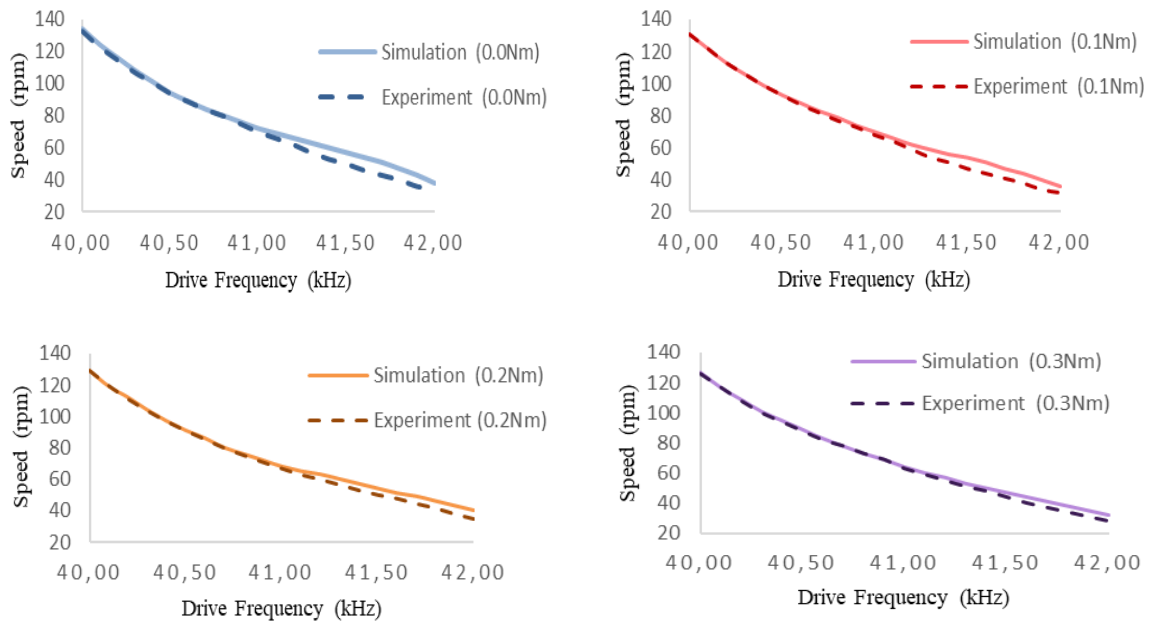 140
120
100
80
60
40
20
Speed (rpm)
Simulation (0.0Nm)
Experiment (0.0Nm)
40,00 40,50 41,00 41,50 42,00
Drive Frequency (kHz)
140
120
100
80
60
40
20
Speed (rpm)
Simulation (0.1Nm)
Experiment (0.1Nm)
40,00 40,50 41,00 41,50 42,00
Drive Frequency (kHz)
140
120
100
80
60
40
20
Speed (rpm)
Simulation (0.2Nm)
Experiment (0.2Nm)
40,00 40,50 41,00 41,50 42,00
Drive Frequency (kHz)
140
120
100
80
60
40
20
Speed (rpm)
Simulation (0.3Nm)
Experiment (0.3Nm)
40,00 40,50 41,00 41,50 42,00
Drive Frequency (kHz)